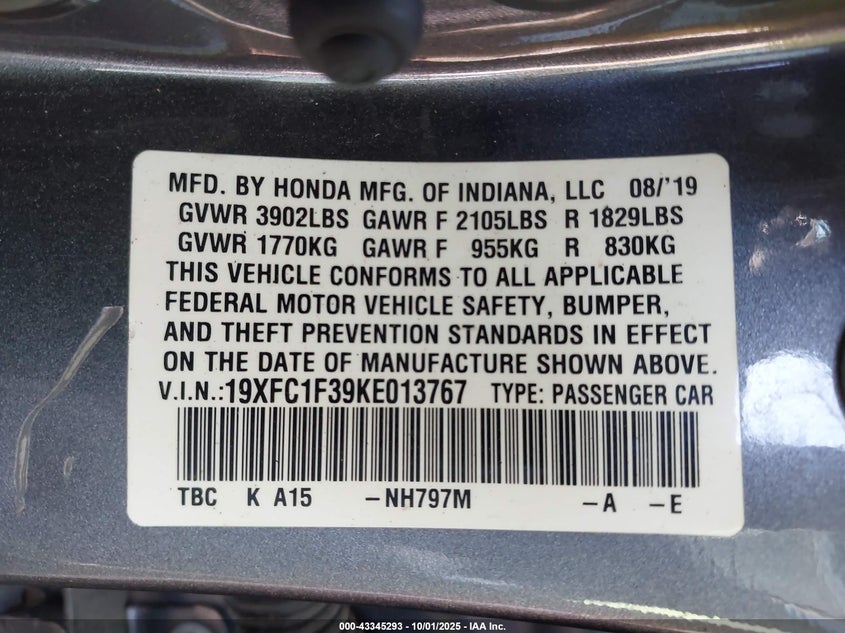 MFD. BY HONDA MFG. OF INDIANA, LLC 08/'19
GVWR 3902LBS GAWR F 2105LBS R 1829LBS
GVWR 1770KG GAWR F 955KG R 830KG
THIS VEHICLE CONFORMS TO ALL APPLICABLE
FEDERAL MOTOR VEHICLE SAFETY, BUMPER,
AND THEFT PREVENTION STANDARDS IN EFFECT
ON THE DATE OF MANUFACTURE SHOWN ABOVE.
V.I.N.:19XFC1F39KE013767 TYPE: PASSENGER CAR
TBC K A15 -NH797M -A -E
000-43345293 - 10/01/2025 - IAA Inc.